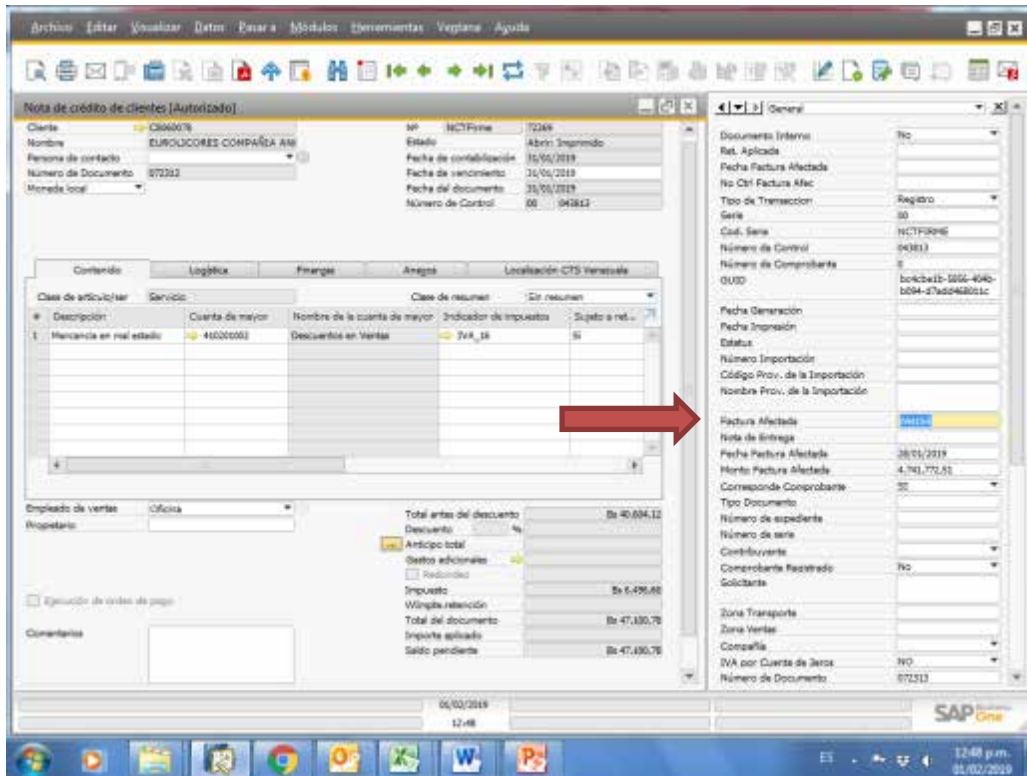 Archivo Editar Visualizar Datos Pasar a Módulos Herramientas Ventana Ayuda
Nota de crédito de clientes [Autorizado]
Cliente C8060078
Nombre EUROLICORES COMPAÑÍA
Persona de contacto
Número de Documento 072313
Moneda local
Nº NCTFirme 72269
Estado Abrir: Imprimido
Fecha de contabilización 31/01/2019
Fecha de vencimiento 31/01/2019
Fecha del documento 31/01/2019
Número de Control 00 043813
Contenido Logística Finanzas Anexos Localización CTS Venezuela
Clase de artículo/ser Servicio Clase de resumen Sin resumen
# Descripción Cuenta de mayor Nombre de la cuenta de mayor Indicador de impuestos Sujeto a ret...
1 Mercancia en mal estado 410201002 Descuentos en Ventas IVA_16 Sí
Empleado de ventas Oficina
Propietario
Total antes del descuento Bs 40.604,12
Descuento %
Anticipo total
Gastos adicionales
Redondeo
Impuesto Bs 6.496,66
WImpte.retención
Total del documento Bs 47.100,78
Importe aplicado
Saldo pendiente Bs 47.100,78
Ejecución de orden de pago
Comentarios
General
Documento Interno No
Ret. Aplicada
Fecha Factura Afectada
No Ctrl Factura Afec
Tipo de Transaccion Registro
Serie 00
Cod. Serie NCTFIRME
Número de Control 043813
Número de Comprobante 0
GUID
Fecha Generación
Fecha Impresión
Estatus
Número Importación
Código Prov. de la Importación
Nombre Prov. de la Importación
Factura Afectada
Nota de Entrega
Fecha Factura Afectada 28/01/2019
Monto Factura Afectada 4.741.772,51
Corresponde Comprobante SI
Tipo Documento
Número de expediente
Número de serie
Contribuyente
Comprobante Registrado No
Solicitante
Zona Transporte
Zona Ventas
Compañía
IVA por Cuenta de 3eros NO
Número de Documento 072313
01/02/2019
12:48
SAP Business One
ES 12:48 p.m.
01/02/2019